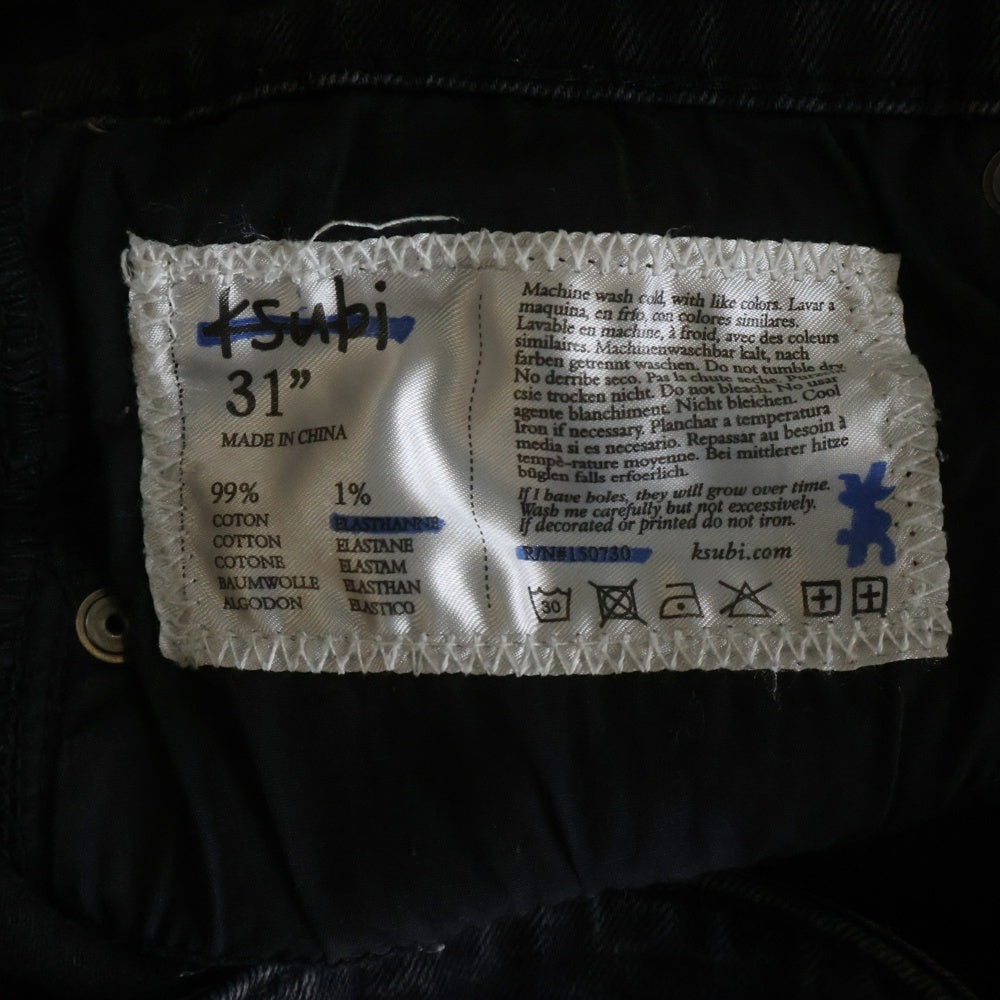 ksubi
31”
MADE IN CHINA
99%
COTON
COTTON
COTONE
BAUMWOLLE
ALGODON
1%
ELASTHANNE
ELASTANE
ELASTAM
ELASTHAN
ELASTICO
Machine wash cold, with like colors. Lavar a
maquina, en frio, con colores similares.
Lavable en machine, à froid, avec des coleurs
similaires. Machinenwaschbar kalt, nach
farben getrennt waschen. Do not tumble dry
No derribe seco. Pas la chute seche.
csie trocken nicht. Do not bleach. No usar
agente blanchiment. Nicht bleichen. Cool
Iron if necessary. Planchar a temperatura
media si es necesario. Repassar au besoin à
tempè-rature moyenne. Bei mittlerer hitze
büglen falls erfoerlich.
If I have boles, they will grow over time.
Wash me carefully but not excessively.
If decorated or printed do not iron.
R/N#150730
ksubi.com
30